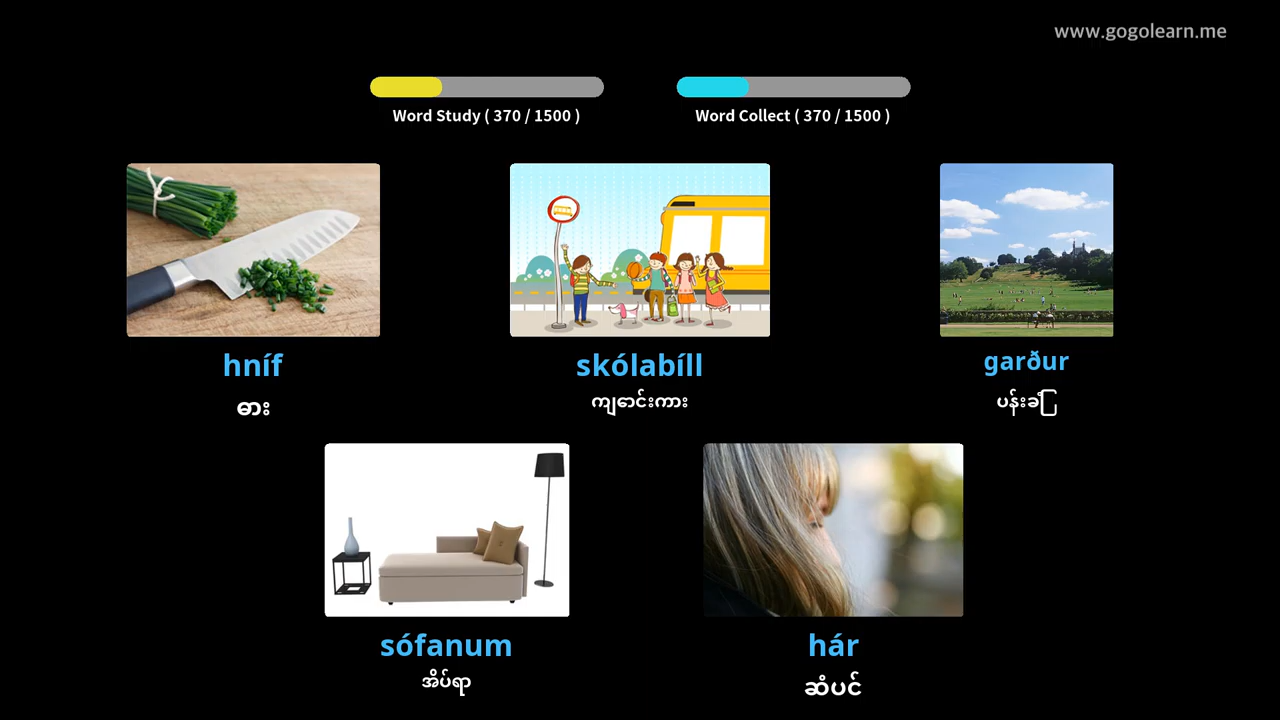 www.gogolearn.me
Word Study ( 370 / 1500 )
Word Collect ( 370 / 1500 )
hníf
ဓား
skólabíll
ကျောင်းကား
garður
ပန်းခြံ
sófanum
အိပ်ရာ
hár
ဆံပင်